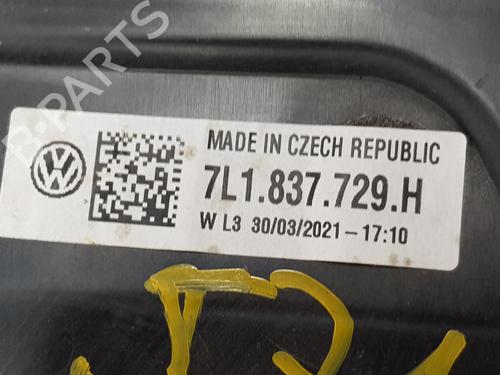 B-PARTS
MADE IN CZECH REPUBLIC
7L1.837.729.H
W L3 30/03/2021-17:10